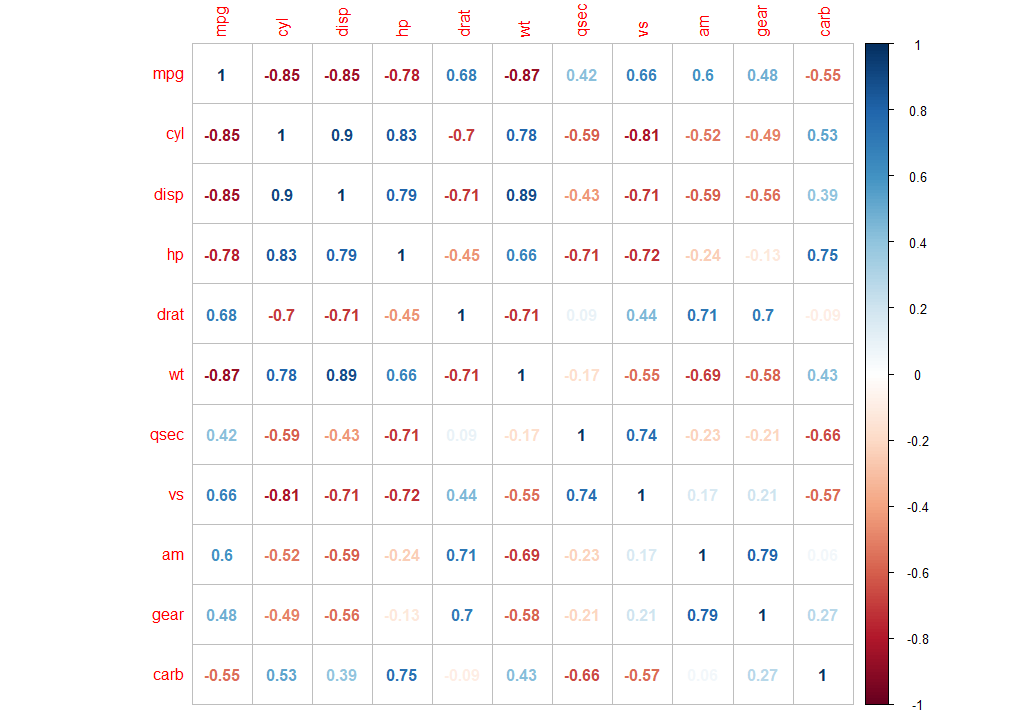 mpg cyl disp hp drat wt qsec vs am gear carb
mpg 1 -0.85 -0.85 -0.78 0.68 -0.87 0.42 0.66 0.6 0.48 -0.55
cyl -0.85 1 0.9 0.83 -0.7 0.78 -0.59 -0.81 -0.52 -0.49 0.53
disp -0.85 0.9 1 0.79 -0.71 0.89 -0.43 -0.71 -0.59 -0.56 0.39
hp -0.78 0.83 0.79 1 -0.45 0.66 -0.71 -0.72 -0.24 -0.13 0.75
drat 0.68 -0.7 -0.71 -0.45 1 -0.71 0.09 0.44 0.71 0.7 -0.09
wt -0.87 0.78 0.89 0.66 -0.71 1 -0.17 -0.55 -0.69 -0.58 0.43
qsec 0.42 -0.59 -0.43 -0.71 0.09 -0.17 1 0.74 -0.23 -0.21 -0.66
vs 0.66 -0.81 -0.71 -0.72 0.44 -0.55 0.74 1 0.17 0.21 -0.57
am 0.6 -0.52 -0.59 -0.24 0.71 -0.69 -0.23 0.17 1 0.79 0.06
gear 0.48 -0.49 -0.56 -0.13 0.7 -0.58 -0.21 0.21 0.79 1 0.27
carb -0.55 0.53 0.39 0.75 -0.09 0.43 -0.66 -0.57 0.06 0.27 1
1
0.8
0.6
0.4
0.2
0
-0.2
-0.4
-0.6
-0.8
-1